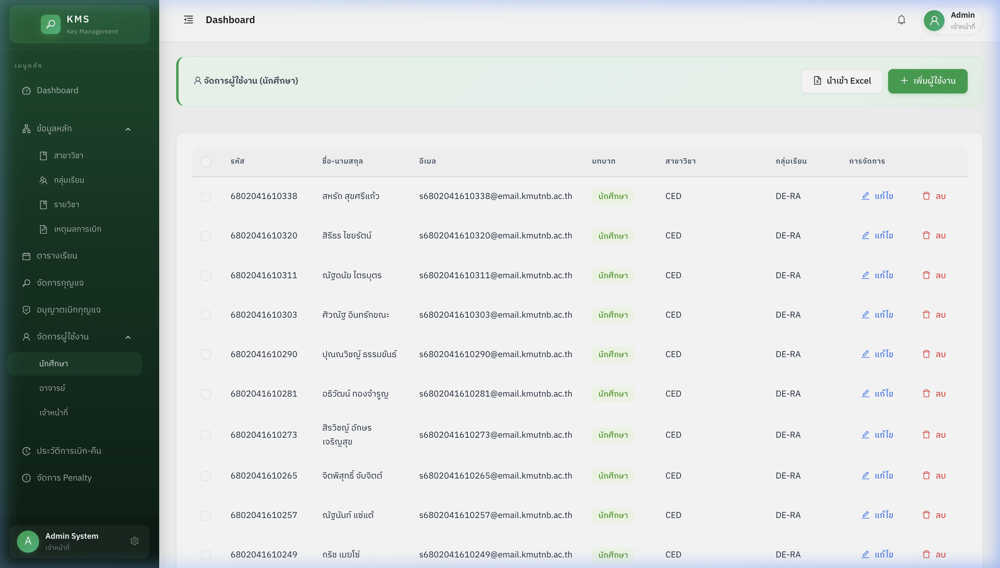 KMS
Key Management
เมนูหลัก
Dashboard
ข้อมูลหลัก
สาขาวิชา
กลุ่มเรียน
รายวิชา
เหตุผลการเบิก
ตารางเรียน
จัดการกุญแจ
อนุญาตเบิกกุญแจ
จัดการผู้ใช้งาน
นักศึกษา
อาจารย์
เจ้าหน้าที่
ประวัติการเบิก-คืน
จัดการ Penalty
A
Admin System
เจ้าหน้าที่
Dashboard
Admin
เจ้าหน้าที่
จัดการผู้ใช้งาน (นักศึกษา)
นำเข้า Excel
เพิ่มผู้ใช้งาน
รหัส ชื่อ-นามสกุล อีเมล บทบาท สาขาวิชา กลุ่มเรียน การจัดการ
6802041610338 สหรัถ สุขศรีแก้ว s6802041610338@email.kmutnb.ac.th นักศึกษา CED DE-RA แก้ไข ลบ
6802041610320 สิรีธร ไชยรัตน์ s6802041610320@email.kmutnb.ac.th นักศึกษา CED DE-RA แก้ไข ลบ
6802041610311 ณัฐดนัย ไตรบุตร s6802041610311@email.kmutnb.ac.th นักศึกษา CED DE-RA แก้ไข ลบ
6802041610303 ศิวณัฐ อินทรักขณะ s6802041610303@email.kmutnb.ac.th นักศึกษา CED DE-RA แก้ไข ลบ
6802041610290 ปุณณวิชญ์ ธรรมขันธ์ s6802041610290@email.kmutnb.ac.th นักศึกษา CED DE-RA แก้ไข ลบ
6802041610281 อธิวัฒน์ ทองจำรูญ s6802041610281@email.kmutnb.ac.th นักศึกษา CED DE-RA แก้ไข ลบ
6802041610273 สิรวิชญ์ อักษร
เจริญสุข s6802041610273@email.kmutnb.ac.th นักศึกษา CED DE-RA แก้ไข ลบ
6802041610265 จิตพิสุทธิ์ จับจิตต์ s6802041610265@email.kmutnb.ac.th นักศึกษา CED DE-RA แก้ไข ลบ
6802041610257 ณัฐนันท์ แซ่แต้ s6802041610257@email.kmutnb.ac.th นักศึกษา CED DE-RA แก้ไข ลบ
6802041610249 กริช เมฆโซ่ s6802041610249@email.kmutnb.ac.th นักศึกษา CED DE-RA แก้ไข ลบ